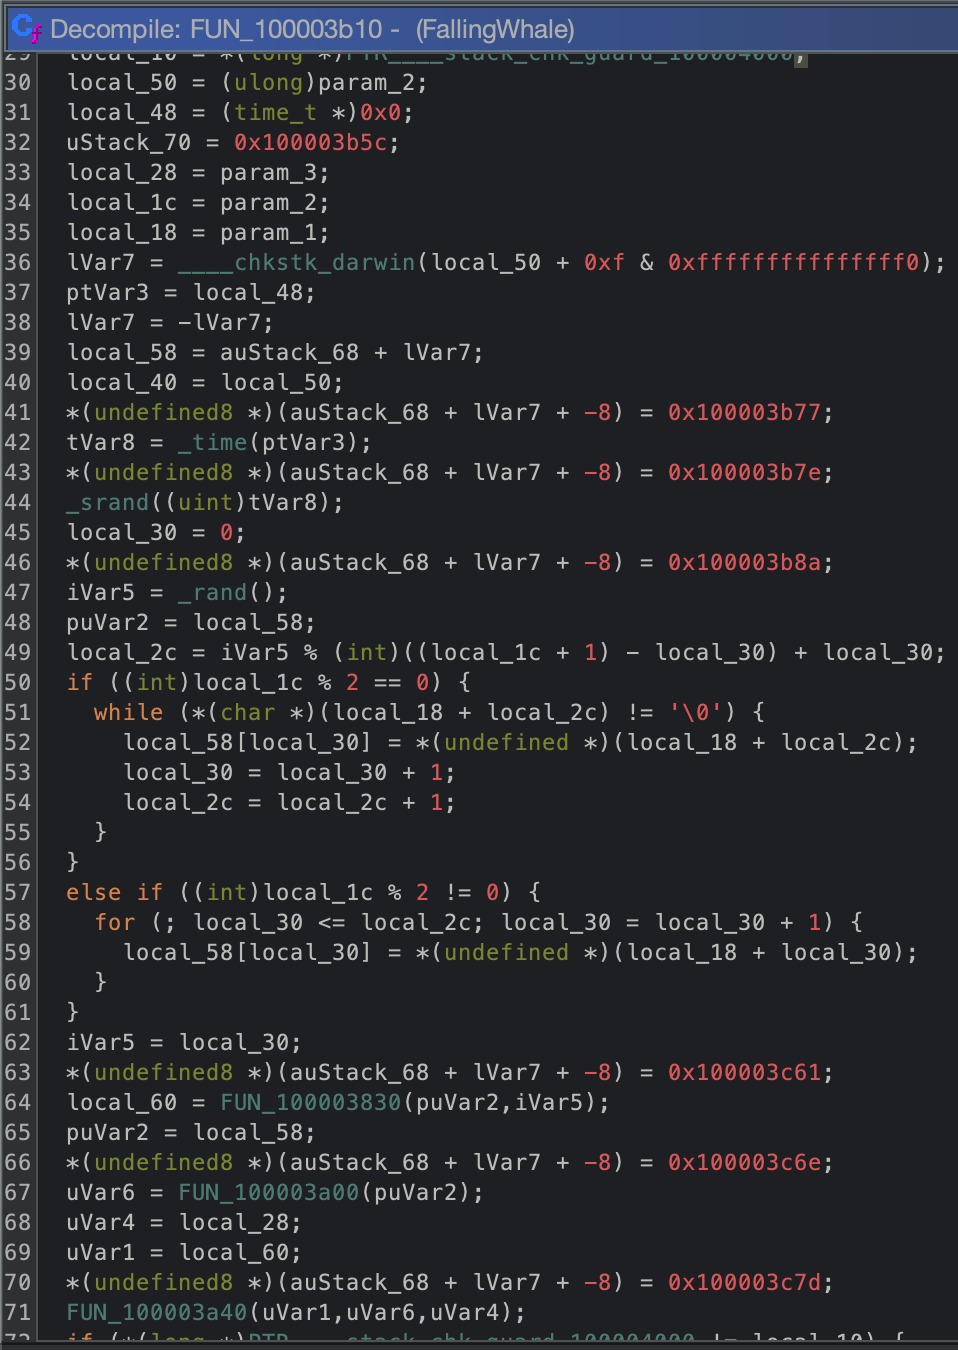 Decompile: FUN_100003b10 - (FallingWhale)
29 local_10 = *(long *)PTR____stack_chk_guard_100004000;
30 local_50 = (ulong)param_2;
31 local_48 = (time_t *)0x0;
32 uStack_70 = 0x100003b5c;
33 local_28 = param_3;
34 local_1c = param_2;
35 local_18 = param_1;
36 lVar7 = ____chkstk_darwin(local_50 + 0xf & 0xfffffffffffffff0);
37 ptVar3 = local_48;
38 lVar7 = -lVar7;
39 local_58 = auStack_68 + lVar7;
40 local_40 = local_50;
41 *(undefined8 *)(auStack_68 + lVar7 + -8) = 0x100003b77;
42 tVar8 = _time(ptVar3);
43 *(undefined8 *)(auStack_68 + lVar7 + -8) = 0x100003b7e;
44 _srand((uint)tVar8);
45 local_30 = 0;
46 *(undefined8 *)(auStack_68 + lVar7 + -8) = 0x100003b8a;
47 iVar5 = _rand();
48 puVar2 = local_58;
49 local_2c = iVar5 % (int)((local_1c + 1) - local_30) + local_30;
50 if ((int)local_1c % 2 == 0) {
51 while (*(char *)(local_18 + local_2c) != '\0') {
52 local_58[local_30] = *(undefined *)(local_18 + local_2c);
53 local_30 = local_30 + 1;
54 local_2c = local_2c + 1;
55 }
56 }
57 else if ((int)local_1c % 2 != 0) {
58 for (; local_30 <= local_2c; local_30 = local_30 + 1) {
59 local_58[local_30] = *(undefined *)(local_18 + local_30);
60 }
61 }
62 iVar5 = local_30;
63 *(undefined8 *)(auStack_68 + lVar7 + -8) = 0x100003c61;
64 local_60 = FUN_100003830(puVar2,iVar5);
65 puVar2 = local_58;
66 *(undefined8 *)(auStack_68 + lVar7 + -8) = 0x100003c6e;
67 uVar6 = FUN_100003a00(puVar2);
68 uVar4 = local_28;
69 uVar1 = local_60;
70 *(undefined8 *)(auStack_68 + lVar7 + -8) = 0x100003c7d;
71 FUN_100003a40(uVar1,uVar6,uVar4);
72 if (*(long *)PTR____stack_chk_guard_100004000 != local_10) {